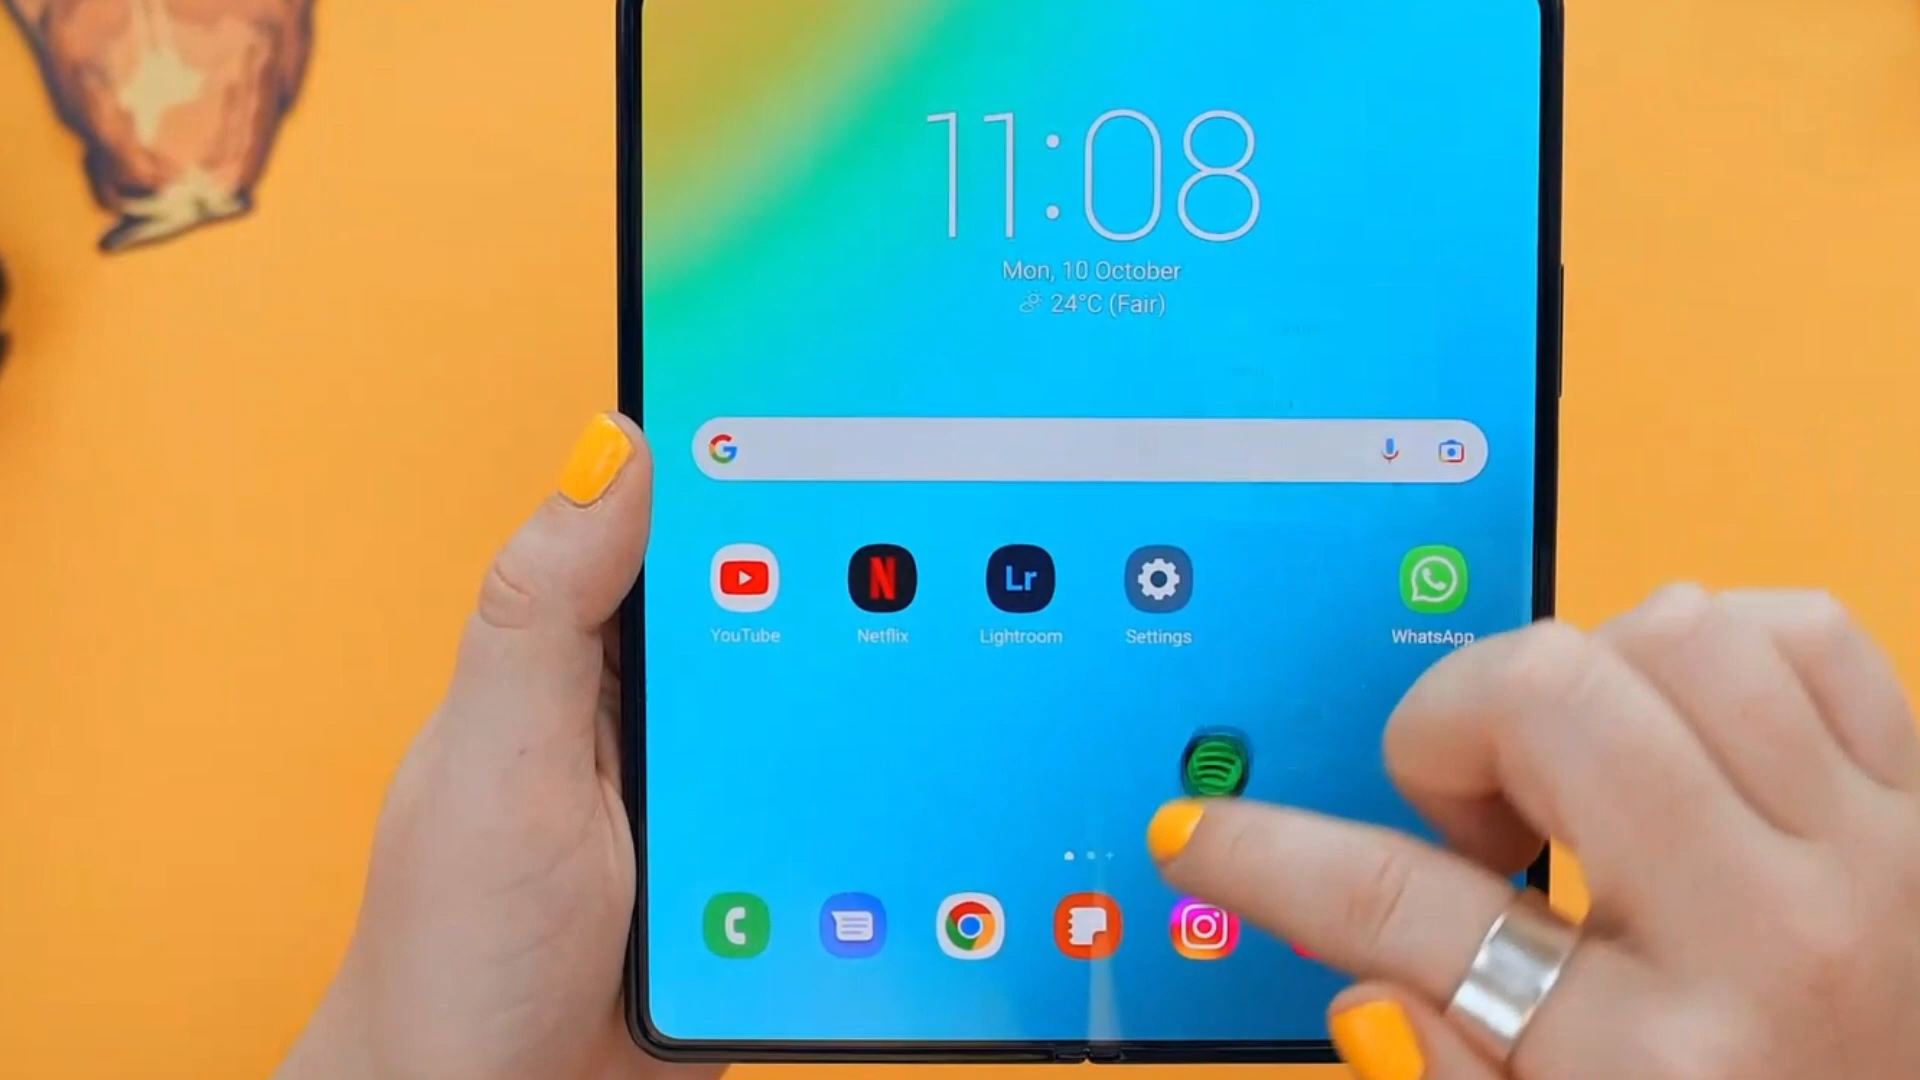 11:08
Mon, 10 October
24°C (Fair)
YouTube
Netflix
Lr
Lightroom
Settings
WhatsApp